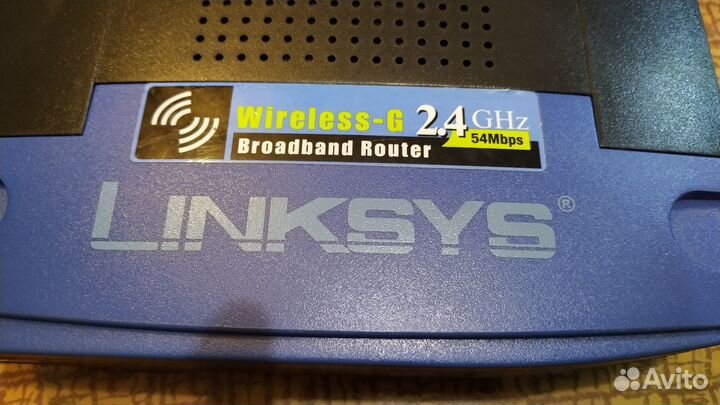 Wireless-G 2.4 GHz
54Mbps
Broadband Router
LINKSYS®
Avito